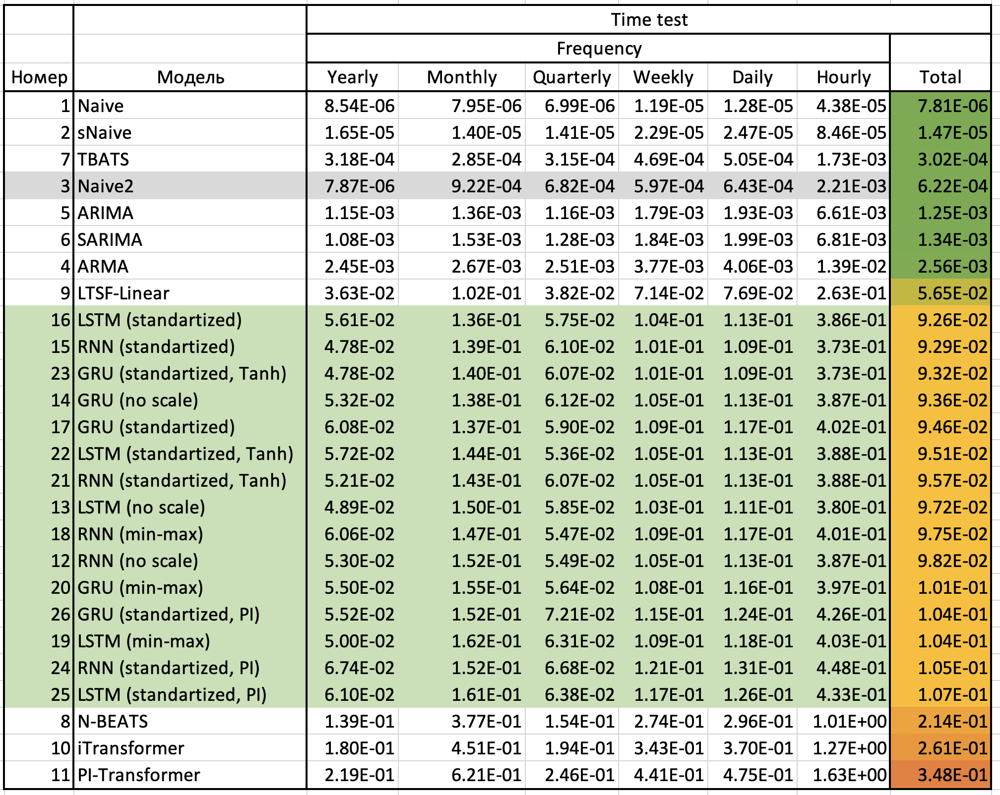 Time test
Frequency
Номер Модель Yearly Monthly Quarterly Weekly Daily Hourly Total
1 Naive 8.54E-06 7.95E-06 6.99E-06 1.19E-05 1.28E-05 4.38E-05 7.81E-06
2 sNaive 1.65E-05 1.40E-05 1.41E-05 2.29E-05 2.47E-05 8.46E-05 1.47E-05
7 TBATS 3.18E-04 2.85E-04 3.15E-04 4.69E-04 5.05E-04 1.73E-03 3.02E-04
3 Naive2 7.87E-06 9.22E-04 6.82E-04 5.97E-04 6.43E-04 2.21E-03 6.22E-04
5 ARIMA 1.15E-03 1.36E-03 1.16E-03 1.79E-03 1.93E-03 6.61E-03 1.25E-03
6 SARIMA 1.08E-03 1.53E-03 1.28E-03 1.84E-03 1.99E-03 6.81E-03 1.34E-03
4 ARMA 2.45E-03 2.67E-03 2.51E-03 3.77E-03 4.06E-03 1.39E-02 2.56E-03
9 LTSF-Linear 3.63E-02 1.02E-01 3.82E-02 7.14E-02 7.69E-02 2.63E-01 5.65E-02
16 LSTM (standartized) 5.61E-02 1.36E-01 5.75E-02 1.04E-01 1.13E-01 3.86E-01 9.26E-02
15 RNN (standartized) 4.78E-02 1.39E-01 6.10E-02 1.01E-01 1.09E-01 3.73E-01 9.29E-02
23 GRU (standartized, Tanh) 4.78E-02 1.40E-01 6.07E-02 1.01E-01 1.09E-01 3.73E-01 9.32E-02
14 GRU (no scale) 5.32E-02 1.38E-01 6.12E-02 1.05E-01 1.13E-01 3.87E-01 9.36E-02
17 GRU (standartized) 6.08E-02 1.37E-01 5.90E-02 1.09E-01 1.17E-01 4.02E-01 9.46E-02
22 LSTM (standartized, Tanh) 5.72E-02 1.44E-01 5.36E-02 1.05E-01 1.13E-01 3.88E-01 9.51E-02
21 RNN (standartized, Tanh) 5.21E-02 1.43E-01 6.07E-02 1.05E-01 1.13E-01 3.88E-01 9.57E-02
13 LSTM (no scale) 4.89E-02 1.50E-01 5.85E-02 1.03E-01 1.11E-01 3.80E-01 9.72E-02
18 RNN (min-max) 6.06E-02 1.47E-01 5.47E-02 1.09E-01 1.17E-01 4.01E-01 9.75E-02
12 RNN (no scale) 5.30E-02 1.52E-01 5.49E-02 1.05E-01 1.13E-01 3.87E-01 9.82E-02
20 GRU (min-max) 5.50E-02 1.55E-01 5.64E-02 1.08E-01 1.16E-01 3.97E-01 1.01E-01
26 GRU (standartized, PI) 5.52E-02 1.52E-01 7.21E-02 1.15E-01 1.24E-01 4.26E-01 1.04E-01
19 LSTM (min-max) 5.00E-02 1.62E-01 6.31E-02 1.09E-01 1.18E-01 4.03E-01 1.04E-01
24 RNN (standartized, PI) 6.74E-02 1.52E-01 6.68E-02 1.21E-01 1.31E-01 4.48E-01 1.05E-01
25 LSTM (standartized, PI) 6.10E-02 1.61E-01 6.38E-02 1.17E-01 1.26E-01 4.33E-01 1.07E-01
8 N-BEATS 1.39E-01 3.77E-01 1.54E-01 2.74E-01 2.96E-01 1.01E+00 2.14E-01
10 iTransformer 1.80E-01 4.51E-01 1.94E-01 3.43E-01 3.70E-01 1.27E+00 2.61E-01
11 PI-Transformer 2.19E-01 6.21E-01 2.46E-01 4.41E-01 4.75E-01 1.63E+00 3.48E-01